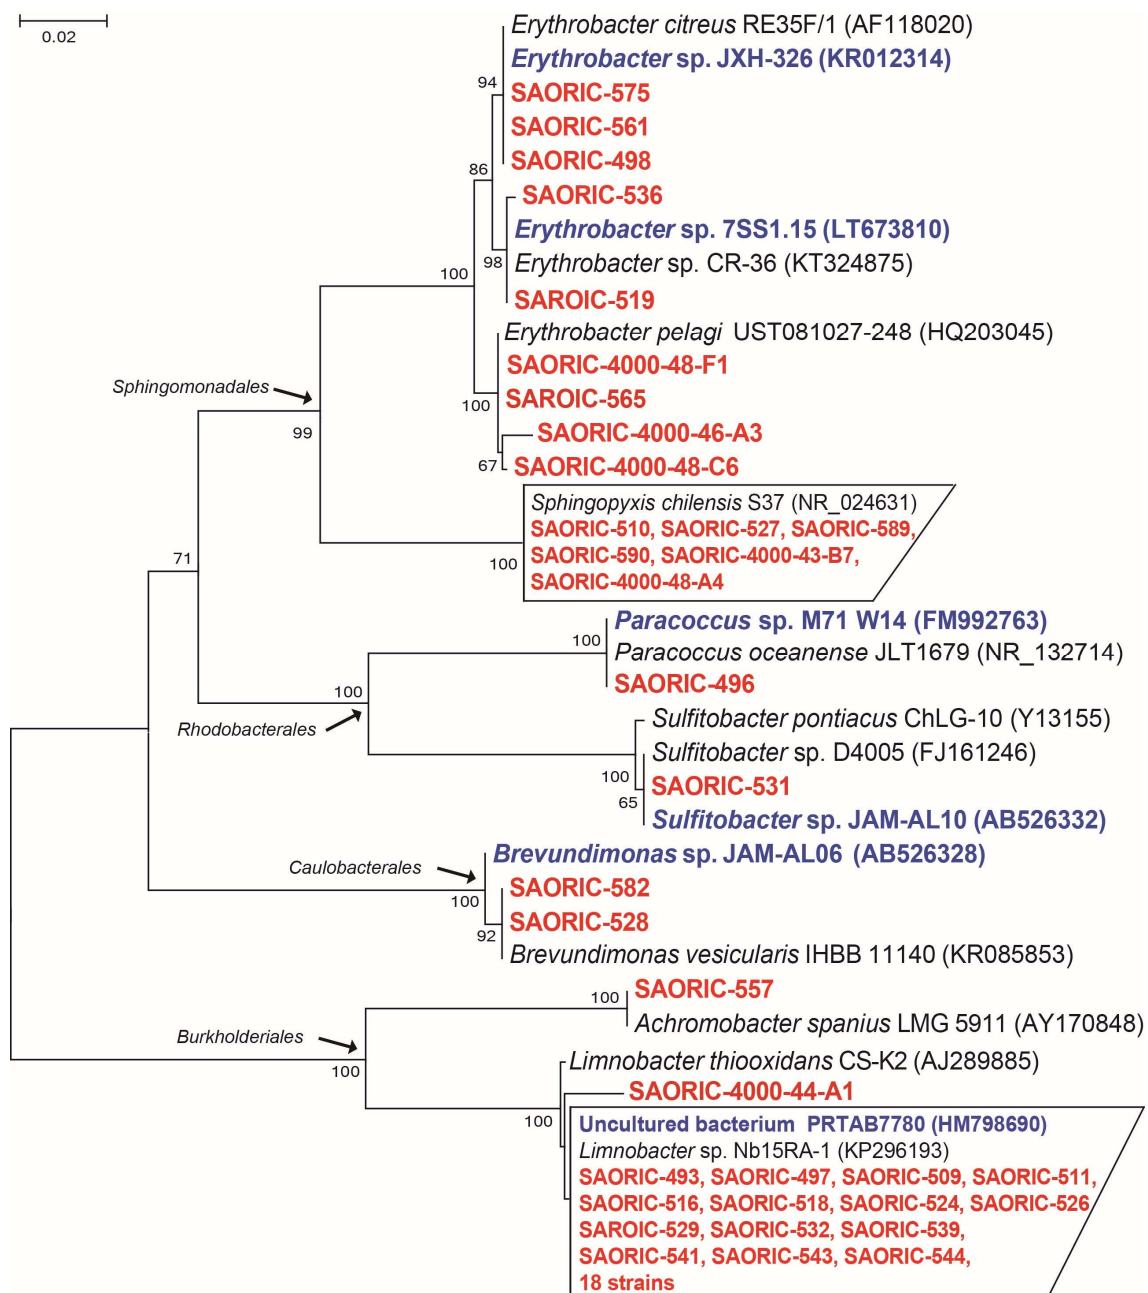 0.02
Erythrobacter citreus RE35F/1 (AF118020)
Erythrobacter sp. JXH-326 (KR012314)
94
SAORIC-575
SAORIC-561
SAORIC-498
86
SAORIC-536
Erythrobacter sp. 7SS1.15 (LT673810)
98
Erythrobacter sp. CR-36 (KT324875)
100
SAROIC-519
Erythrobacter pelagi UST081027-248 (HQ203045)
SAORIC-4000-48-F1
Sphingomonadales
SAROIC-565
100
99
SAORIC-4000-46-A3
67
SAORIC-4000-48-C6
Sphingopyxis chilensis S37 (NR_024631)
SAORIC-510, SAORIC-527, SAORIC-589,
SAORIC-590, SAORIC-4000-43-B7,
100
SAORIC-4000-48-A4
71
Paracoccus sp. M71 W14 (FM992763)
100
Paracoccus oceanense JLT1679 (NR_132714)
SAORIC-496
100
Rhodobacterales
Sulfitobacter pontiacus ChLG-10 (Y13155)
Sulfitobacter sp. D4005 (FJ161246)
100
SAORIC-531
65
Sulfitobacter sp. JAM-AL10 (AB526332)
Brevundimonas sp. JAM-AL06 (AB526328)
Caulobacterales
SAORIC-582
100
SAORIC-528
92
Brevundimonas vesicularis IHBB 11140 (KR085853)
SAORIC-557
100
Achromobacter spanius LMG 5911 (AY170848)
Burkholderiales
100
Limnobacter thiooxidans CS-K2 (AJ289885)
SAORIC-4000-44-A1
100
Uncultured bacterium PRTAB7780 (HM798690)
Limnobacter sp. Nb15RA-1 (KP296193)
SAORIC-493, SAORIC-497, SAORIC-509, SAORIC-511,
SAORIC-516, SAORIC-518, SAORIC-524, SAORIC-526
SAROIC-529, SAORIC-532, SAORIC-539,
SAORIC-541, SAORIC-543, SAORIC-544,
18 strains